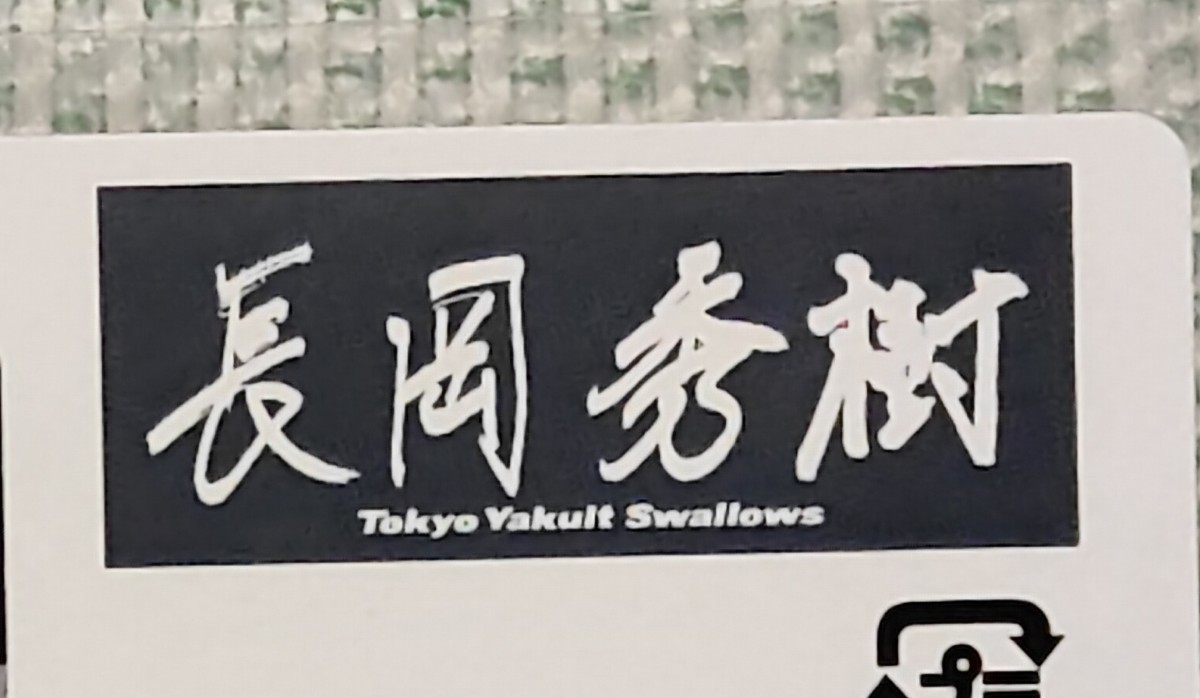 長岡秀樹
Tokyo Yakult Swallows